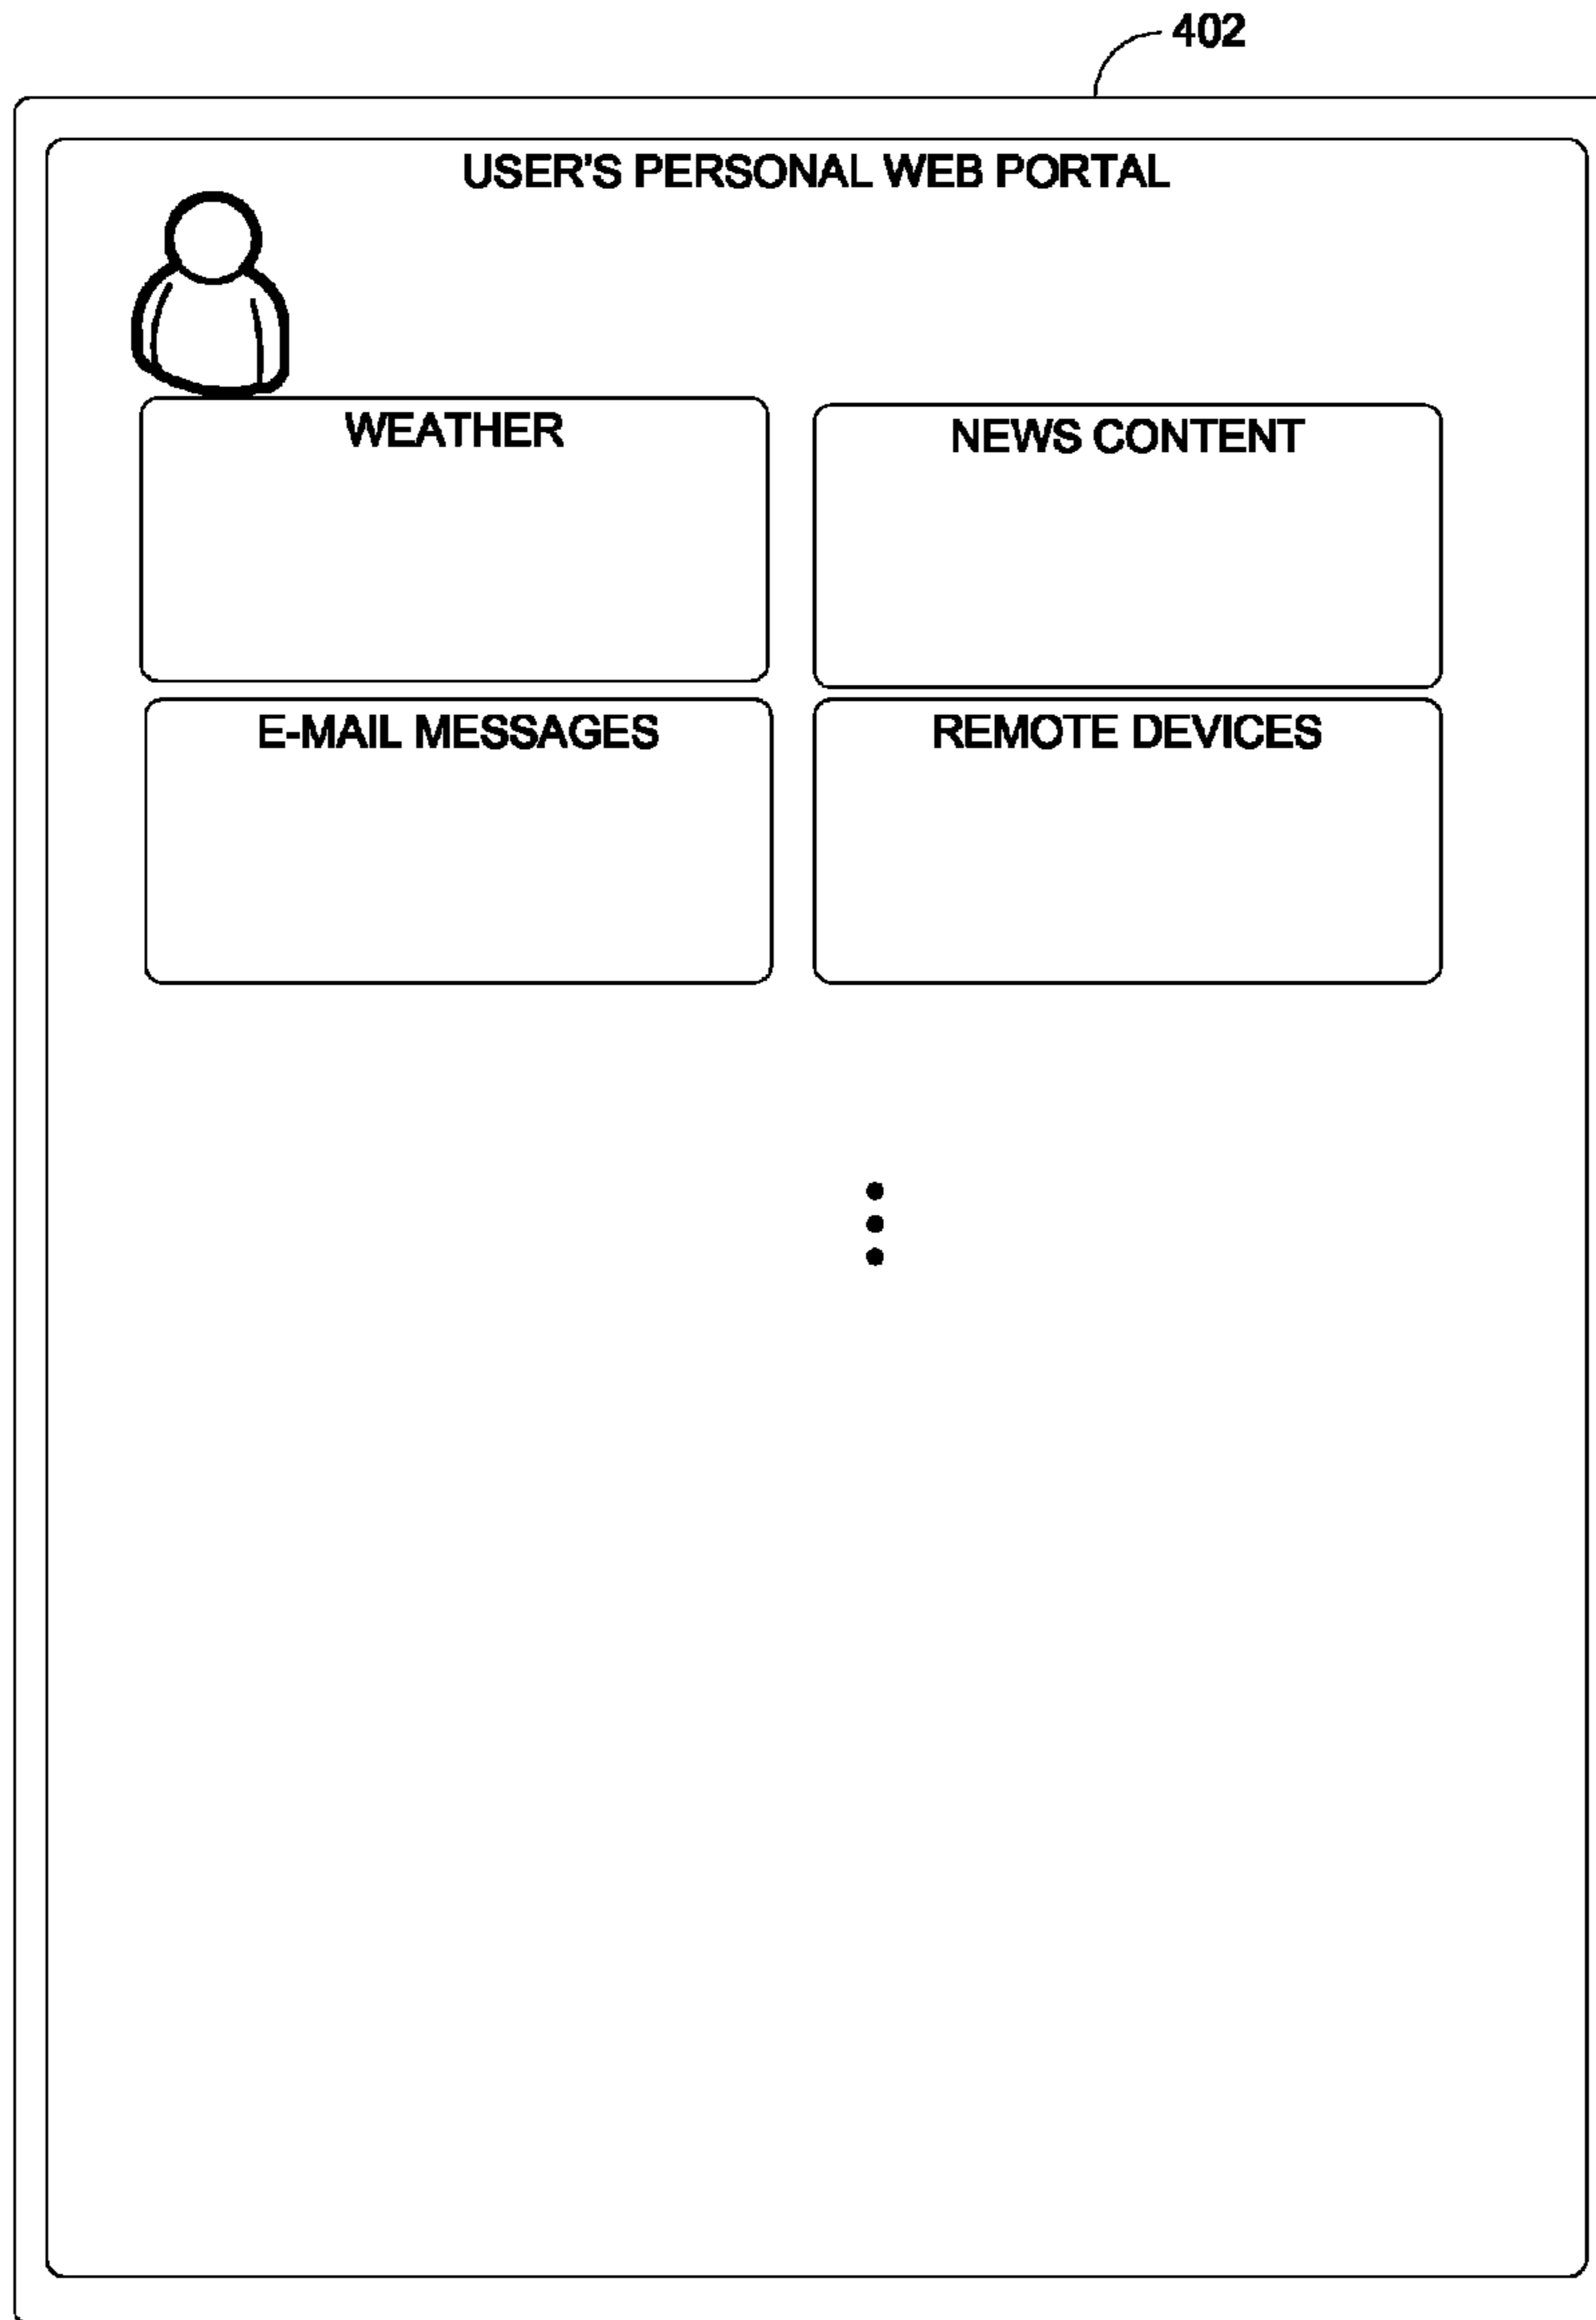 402
USER'S PERSONAL WEB PORTAL
WEATHER
NEWS CONTENT
E-MAIL MESSAGES
REMOTE DEVICES